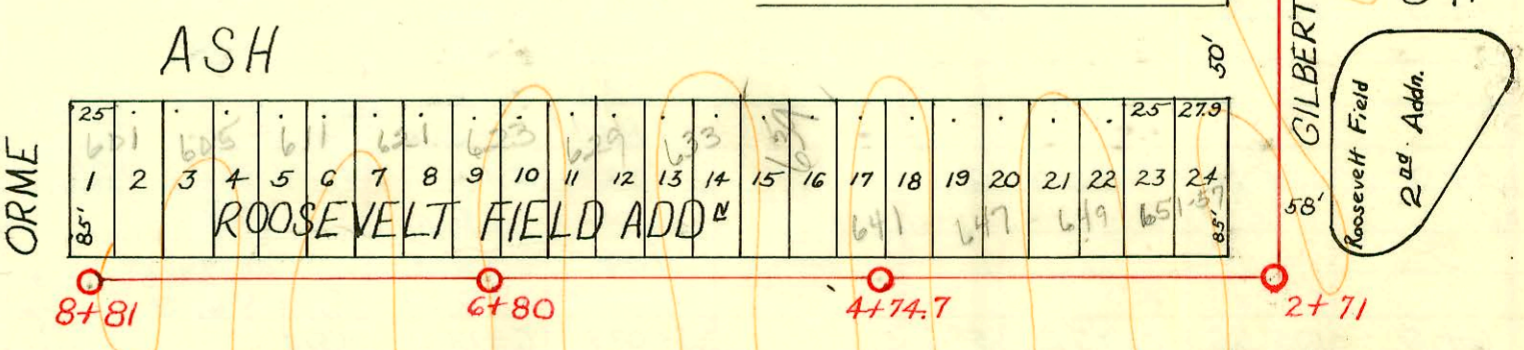 ASH
50'
GILBERT
Roosevelt Field
2nd. Addn.
ORME
25 25 27.9
601 605 611 621 623 629 633 639
1 2 3 4 5 6 7 8 9 10 11 12 13 14 15 16 17 18 19 20 21 22 23 24
85' ROOSEVELT FIELD ADDN 641 647 649 651-57 85'
58'
8+81 6+80 4+74.7 2+71